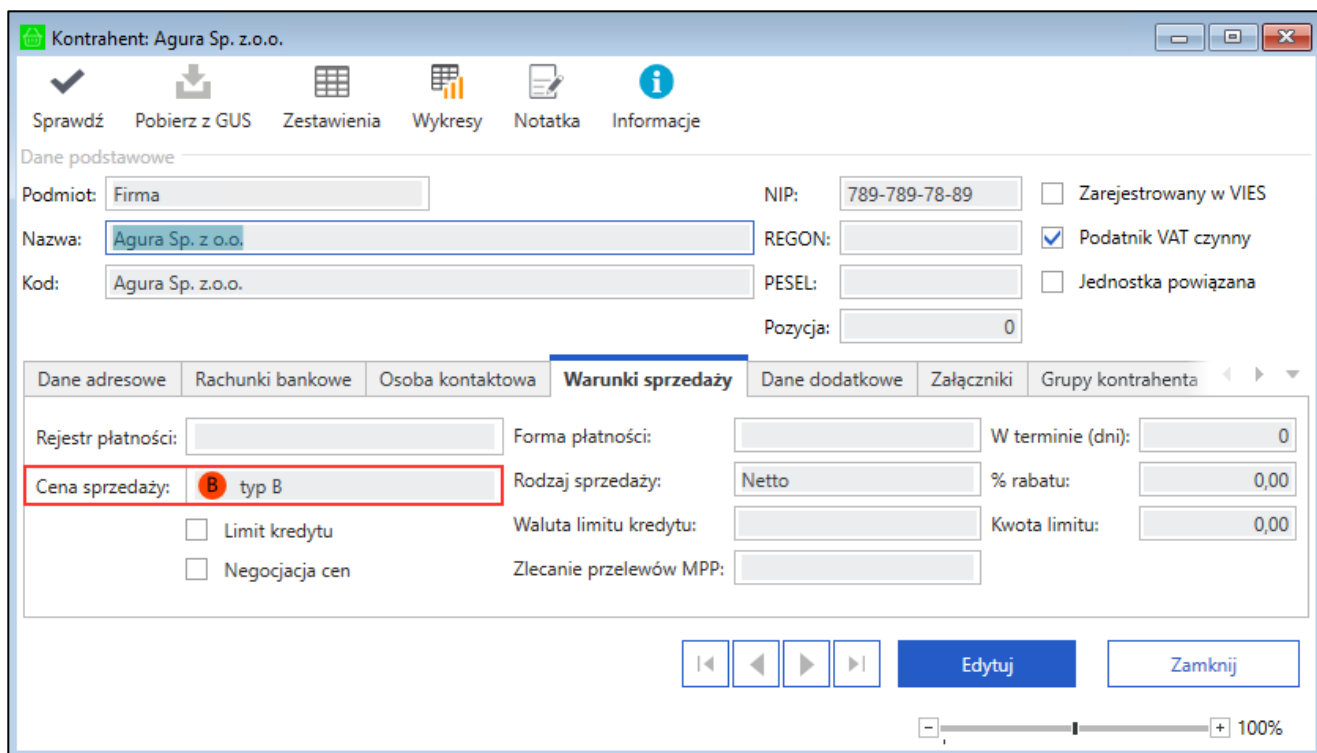 Kontrahent: Agura Sp. z.o.o.
Sprawdź Pobierz z GUS Zestawienia Wykresy Notatka Informacje
Dane podstawowe
Podmiot: Firma NIP: 789-789-78-89 Zarejestrowany w VIES
Nazwa: Agura Sp. z o.o. REGON: Podatnik VAT czynny
Kod: Agura Sp. z.o.o. PESEL: Jednostka powiązana
Pozycja: 0
Dane adresowe Rachunki bankowe Osoba kontaktowa Warunki sprzedaży Dane dodatkowe Załączniki Grupy kontrahenta
Rejestr płatności: Forma płatności: W terminie (dni): 0
Cena sprzedaży: B typ B Rodzaj sprzedaży: Netto % rabatu: 0,00
Limit kredytu Waluta limitu kredytu: Kwota limitu: 0,00
Negocjacja cen Zlecanie przelewów MPP:
Edytuj Zamknij
100%